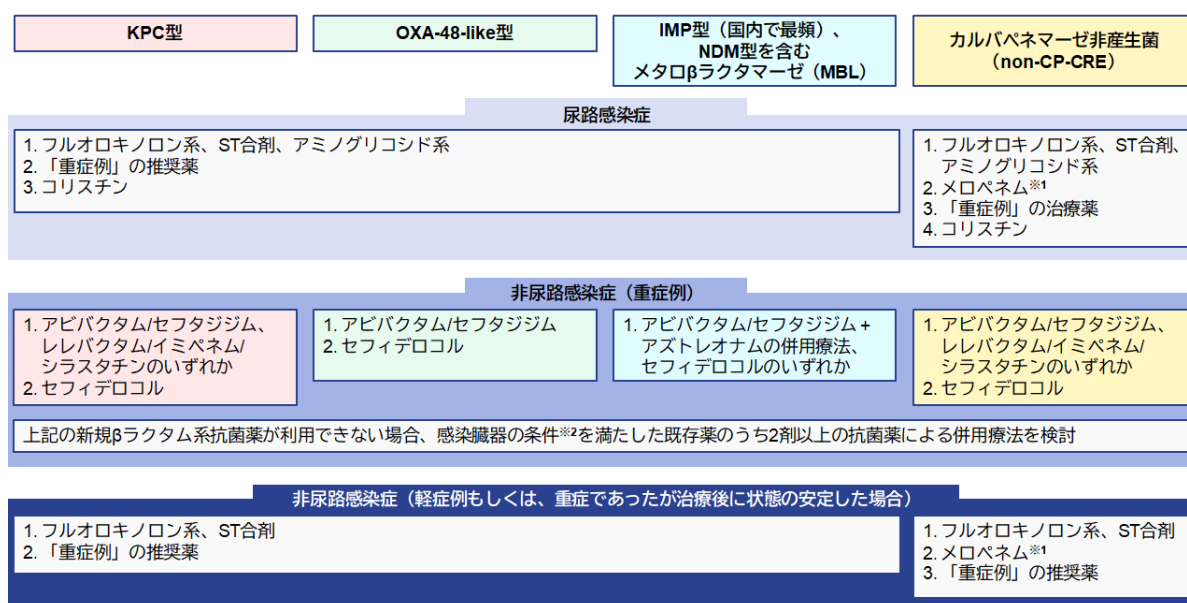 KPC型
OXA-48-like型
IMP型（国内で最頻）、
NDM型を含む
メタロβラクタマーゼ（MBL）
カルバペネマーゼ非産生菌
（non-CP-CRE）
尿路感染症
1. フルオロキノロン系、ST合剤、アミノグリコシド系
2. 「重症例」の推奨薬
3. コリスチン
1. フルオロキノロン系、ST合剤、
アミノグリコシド系
2. メロペネム※1
3. 「重症例」の治療薬
4. コリスチン
非尿路感染症（重症例）
1. アビバクタム/セフタジジム、
レレバクタム/イミペネム/
シラスタチンのいずれか
2. セフィデロコル
1. アビバクタム/セフタジジム
2. セフィデロコル
1. アビバクタム/セフタジジム +
アズトレオナムの併用療法、
セフィデロコルのいずれか
1. アビバクタム/セフタジジム、
レレバクタム/イミペネム/
シラスタチンのいずれか
2. セフィデロコル
上記の新規βラクタム系抗菌薬が利用できない場合、感染臓器の条件※2を満たした既存薬のうち2剤以上の抗菌薬による併用療法を検討
非尿路感染症（軽症例もしくは、重症であったが治療後に状態の安定した場合）
1. フルオロキノロン系、ST合剤
2. 「重症例」の推奨薬
1. フルオロキノロン系、ST合剤
2. メロペネム※1
3. 「重症例」の推奨薬